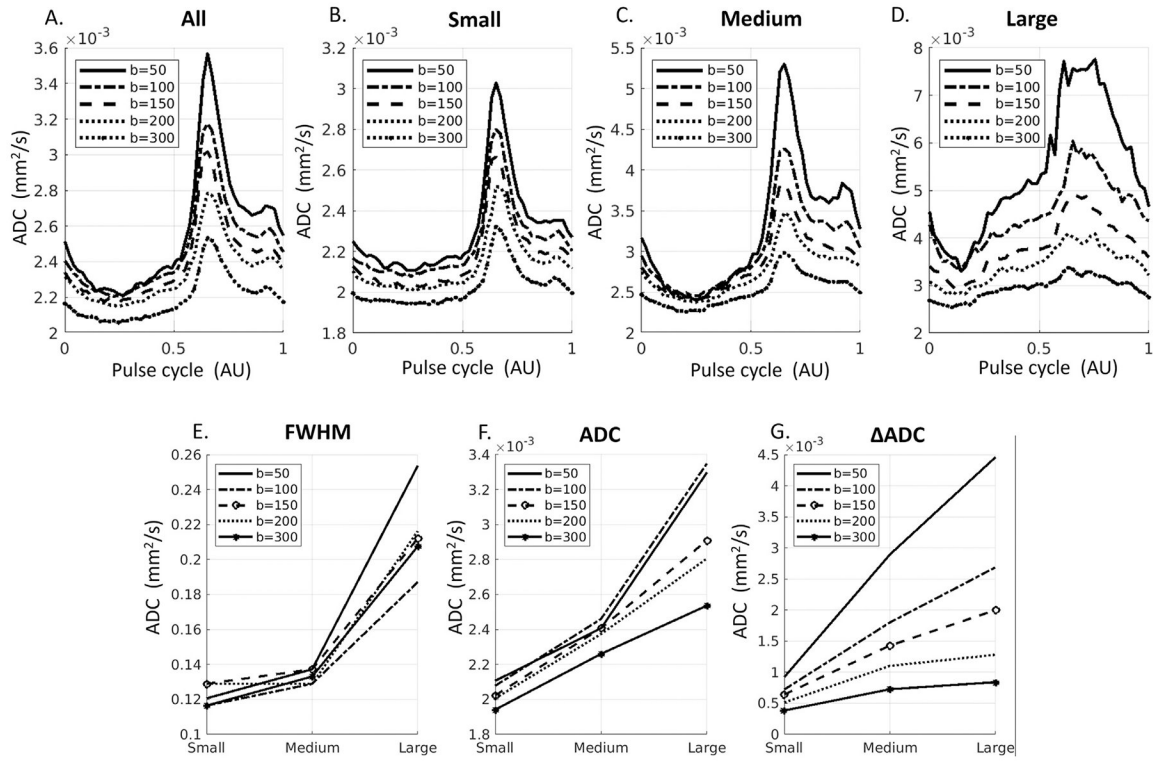 A. All
×10⁻³
3.6
3.4
3.2
3
2.8
2.6
2.4
2.2
2
ADC (mm²/s)
b=50
b=100
b=150
b=200
b=300
0 0.5 1
Pulse cycle (AU)
B. Small
×10⁻³
3.2
3
2.8
2.6
2.4
2.2
2
1.8
ADC (mm²/s)
b=50
b=100
b=150
b=200
b=300
0 0.5 1
Pulse cycle (AU)
C. Medium
×10⁻³
5.5
5
4.5
4
3.5
3
2.5
2
ADC (mm²/s)
b=50
b=100
b=150
b=200
b=300
0 0.5 1
Pulse cycle (AU)
D. Large
×10⁻³
8
7
6
5
4
3
2
ADC (mm²/s)
b=50
b=100
b=150
b=200
b=300
0 0.5 1
Pulse cycle (AU)
E. FWHM
0.26
0.24
0.22
0.2
0.18
0.16
0.14
0.12
0.1
ADC (mm²/s)
b=50
b=100
b=150
b=200
b=300
Small Medium Large
F. ADC
×10⁻³
3.4
3.2
3
2.8
2.6
2.4
2.2
2
1.8
ADC (mm²/s)
b=50
b=100
b=150
b=200
b=300
Small Medium Large
G. ΔADC
×10⁻³
4.5
4
3.5
3
2.5
2
1.5
1
0.5
0
ADC (mm²/s)
b=50
b=100
b=150
b=200
b=300
Small Medium Large